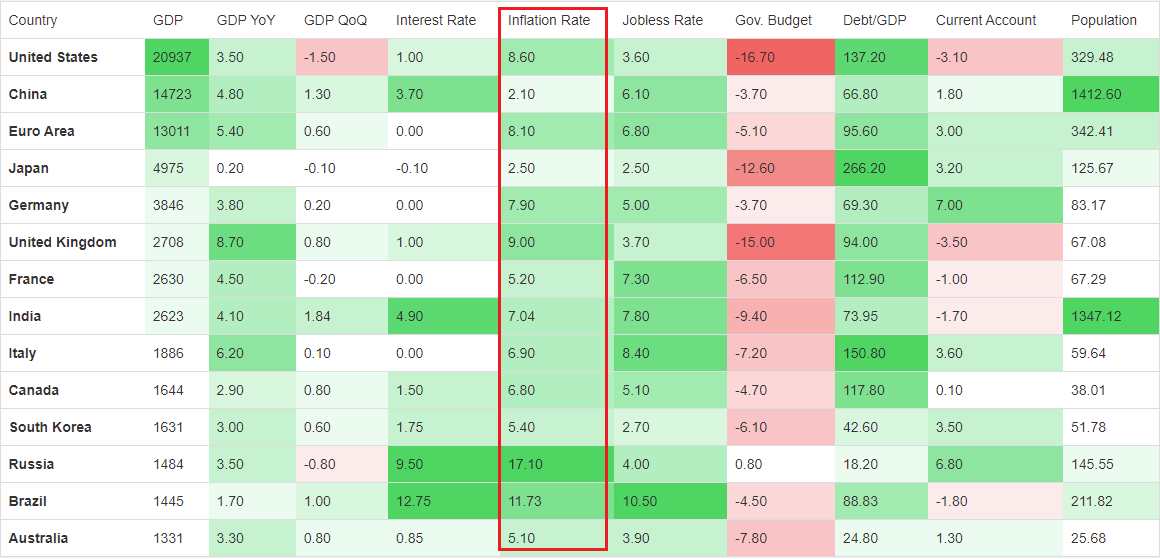 Country GDP GDP YoY GDP QoQ Interest Rate Inflation Rate Jobless Rate Gov. Budget Debt/GDP Current Account Population
United States 20937 3.50 -1.50 1.00 8.60 3.60 -16.70 137.20 -3.10 329.48
China 14723 4.80 1.30 3.70 2.10 6.10 -3.70 66.80 1.80 1412.60
Euro Area 13011 5.40 0.60 0.00 8.10 6.80 -5.10 95.60 3.00 342.41
Japan 4975 0.20 -0.10 -0.10 2.50 2.50 -12.60 266.20 3.20 125.67
Germany 3846 3.80 0.20 0.00 7.90 5.00 -3.70 69.30 7.00 83.17
United Kingdom 2708 8.70 0.80 1.00 9.00 3.70 -15.00 94.00 -3.50 67.08
France 2630 4.50 -0.20 0.00 5.20 7.30 -6.50 112.90 -1.00 67.29
India 2623 4.10 1.84 4.90 7.04 7.80 -9.40 73.95 -1.70 1347.12
Italy 1886 6.20 0.10 0.00 6.90 8.40 -7.20 150.80 3.60 59.64
Canada 1644 2.90 0.80 1.50 6.80 5.10 -4.70 117.80 0.10 38.01
South Korea 1631 3.00 0.60 1.75 5.40 2.70 -6.10 42.60 3.50 51.78
Russia 1484 3.50 -0.80 9.50 17.10 4.00 0.80 18.20 6.80 145.55
Brazil 1445 1.70 1.00 12.75 11.73 10.50 -4.50 88.83 -1.80 211.82
Australia 1331 3.30 0.80 0.85 5.10 3.90 -7.80 24.80 1.30 25.68